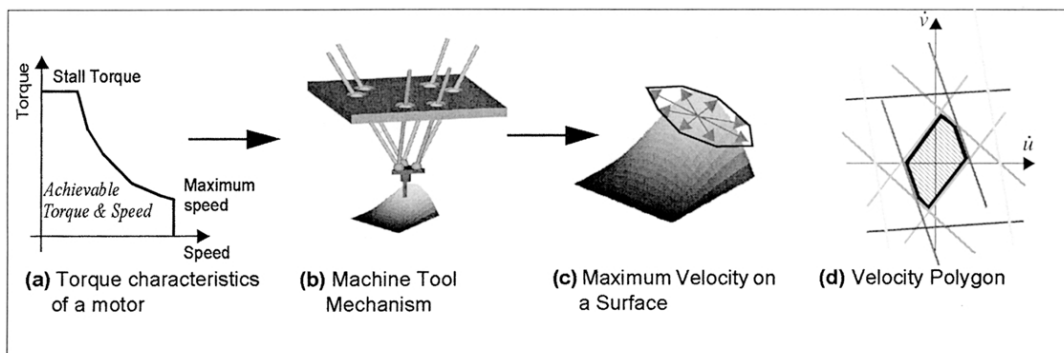 Torque
Stall Torque
Achievable
Torque & Speed
Maximum
speed
Speed
(a) Torque characteristics
of a motor
(b) Machine Tool
Mechanism
(c) Maximum Velocity on
a Surface
v̇
u̇
(d) Velocity Polygon